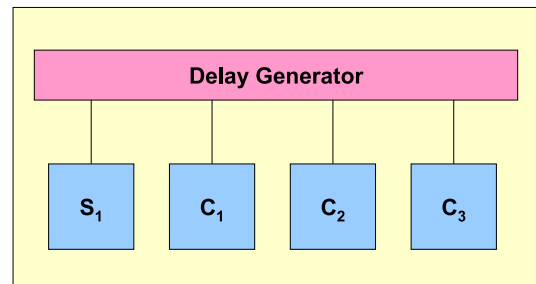 Delay Generator
S₁ C₁ C₂ C₃